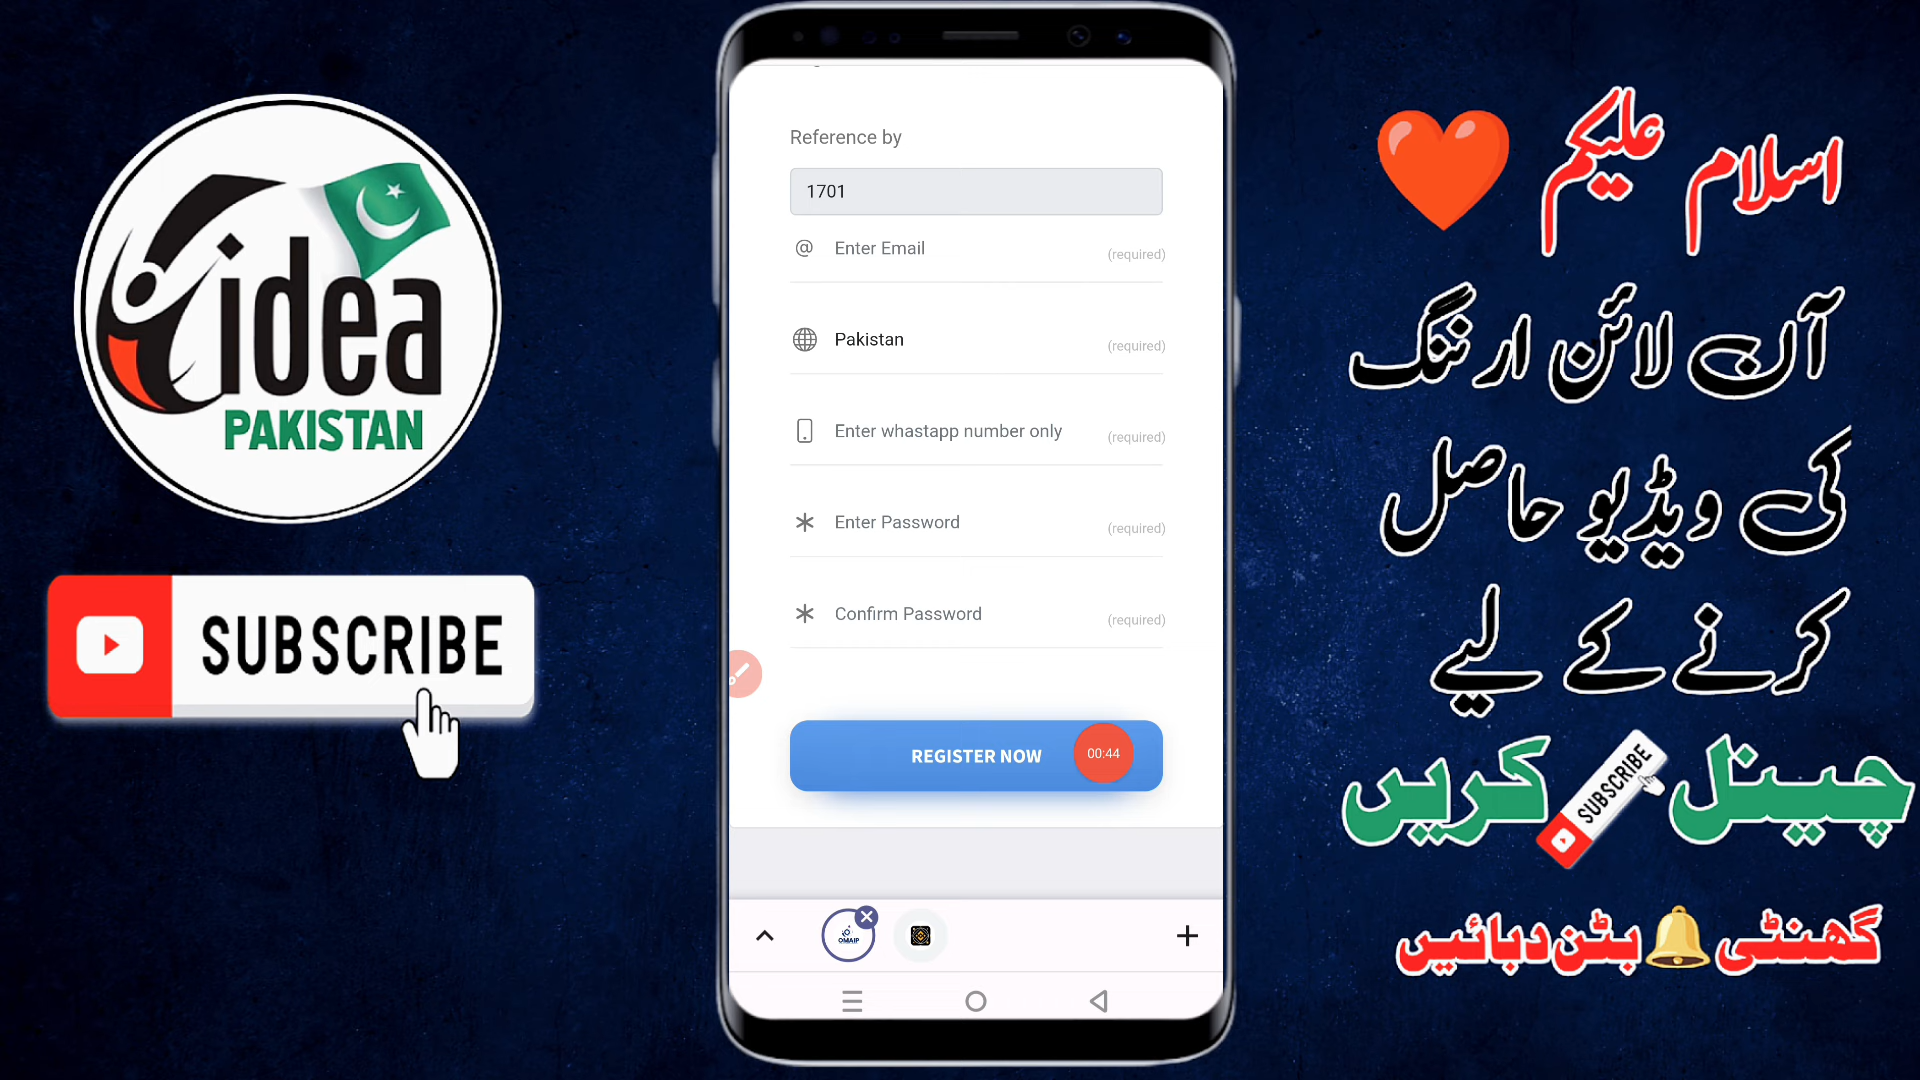 idea
PAKISTAN
SUBSCRIBE
Reference by
1701
@ Enter Email (required)
Pakistan (required)
Enter whastapp number only (required)
Enter Password (required)
Confirm Password (required)
REGISTER NOW
00:44
OMAIP
اسلام علیکم
آن لائن ارننگ
کی ویڈیو حاصل
کرنے کے لیے
چینل SUBSCRIBE کریں
گھنٹی بٹن دبائیں